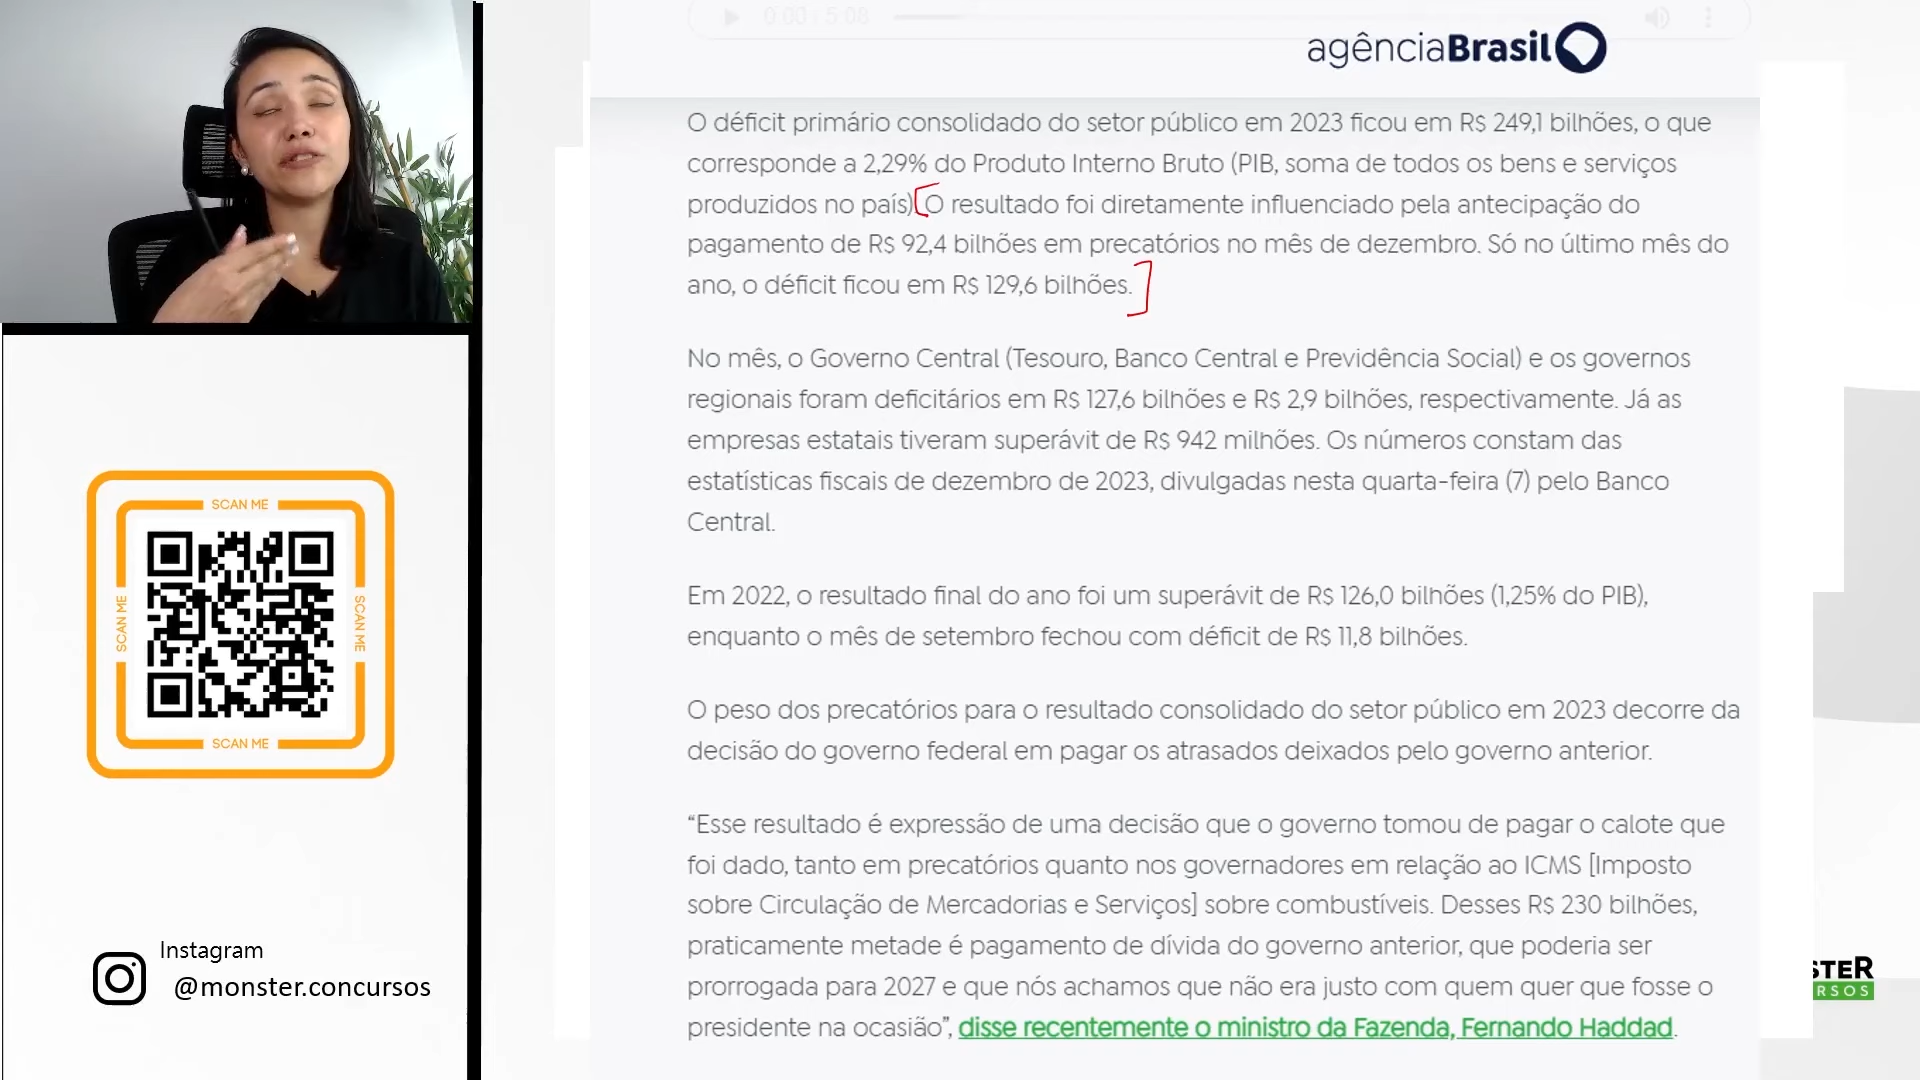 0:00 / 5:08
agênciaBrasil
O déficit primário consolidado do setor público em 2023 ficou em R$ 249,1 bilhões, o que
corresponde a 2,29% do Produto Interno Bruto (PIB, soma de todos os bens e serviços
produzidos no país). O resultado foi diretamente influenciado pela antecipação do
pagamento de R$ 92,4 bilhões em precatórios no mês de dezembro. Só no último mês do
ano, o déficit ficou em R$ 129,6 bilhões.
No mês, o Governo Central (Tesouro, Banco Central e Previdência Social) e os governos
regionais foram deficitários em R$ 127,6 bilhões e R$ 2,9 bilhões, respectivamente. Já as
empresas estatais tiveram superávit de R$ 942 milhões. Os números constam das
estatísticas fiscais de dezembro de 2023, divulgadas nesta quarta-feira (7) pelo Banco
Central.
Em 2022, o resultado final do ano foi um superávit de R$ 126,0 bilhões (1,25% do PIB),
enquanto o mês de setembro fechou com déficit de R$ 11,8 bilhões.
O peso dos precatórios para o resultado consolidado do setor público em 2023 decorre da
decisão do governo federal em pagar os atrasados deixados pelo governo anterior.
“Esse resultado é expressão de uma decisão que o governo tomou de pagar o calote que
foi dado, tanto em precatórios quanto nos governadores em relação ao ICMS [Imposto
sobre Circulação de Mercadorias e Serviços] sobre combustíveis. Desses R$ 230 bilhões,
praticamente metade é pagamento de dívida do governo anterior, que poderia ser
prorrogada para 2027 e que nós achamos que não era justo com quem quer que fosse o
presidente na ocasião”, disse recentemente o ministro da Fazenda, Fernando Haddad.
SCAN ME
SCAN ME
SCAN ME
SCAN ME
Instagram
@monster.concursos
STER
RSOS